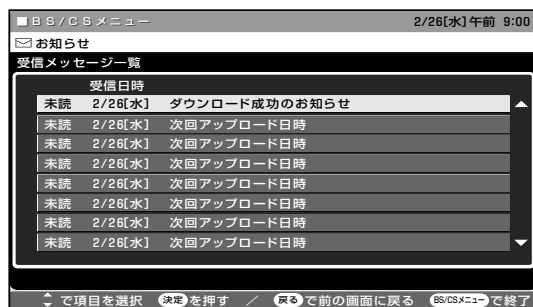 ■BS/CSメニュー 2/26[水]午前 9:00
お知らせ
受信メッセージ一覧
受信日時
未読 2/26[水] ダウンロード成功のお知らせ
未読 2/26[水] 次回アップロード日時
未読 2/26[水] 次回アップロード日時
未読 2/26[水] 次回アップロード日時
未読 2/26[水] 次回アップロード日時
未読 2/26[水] 次回アップロード日時
未読 2/26[水] 次回アップロード日時
未読 2/26[水] 次回アップロード日時
で項目を選択 決定を押す / 戻るで前の画面に戻る BS/CSメニューで終了